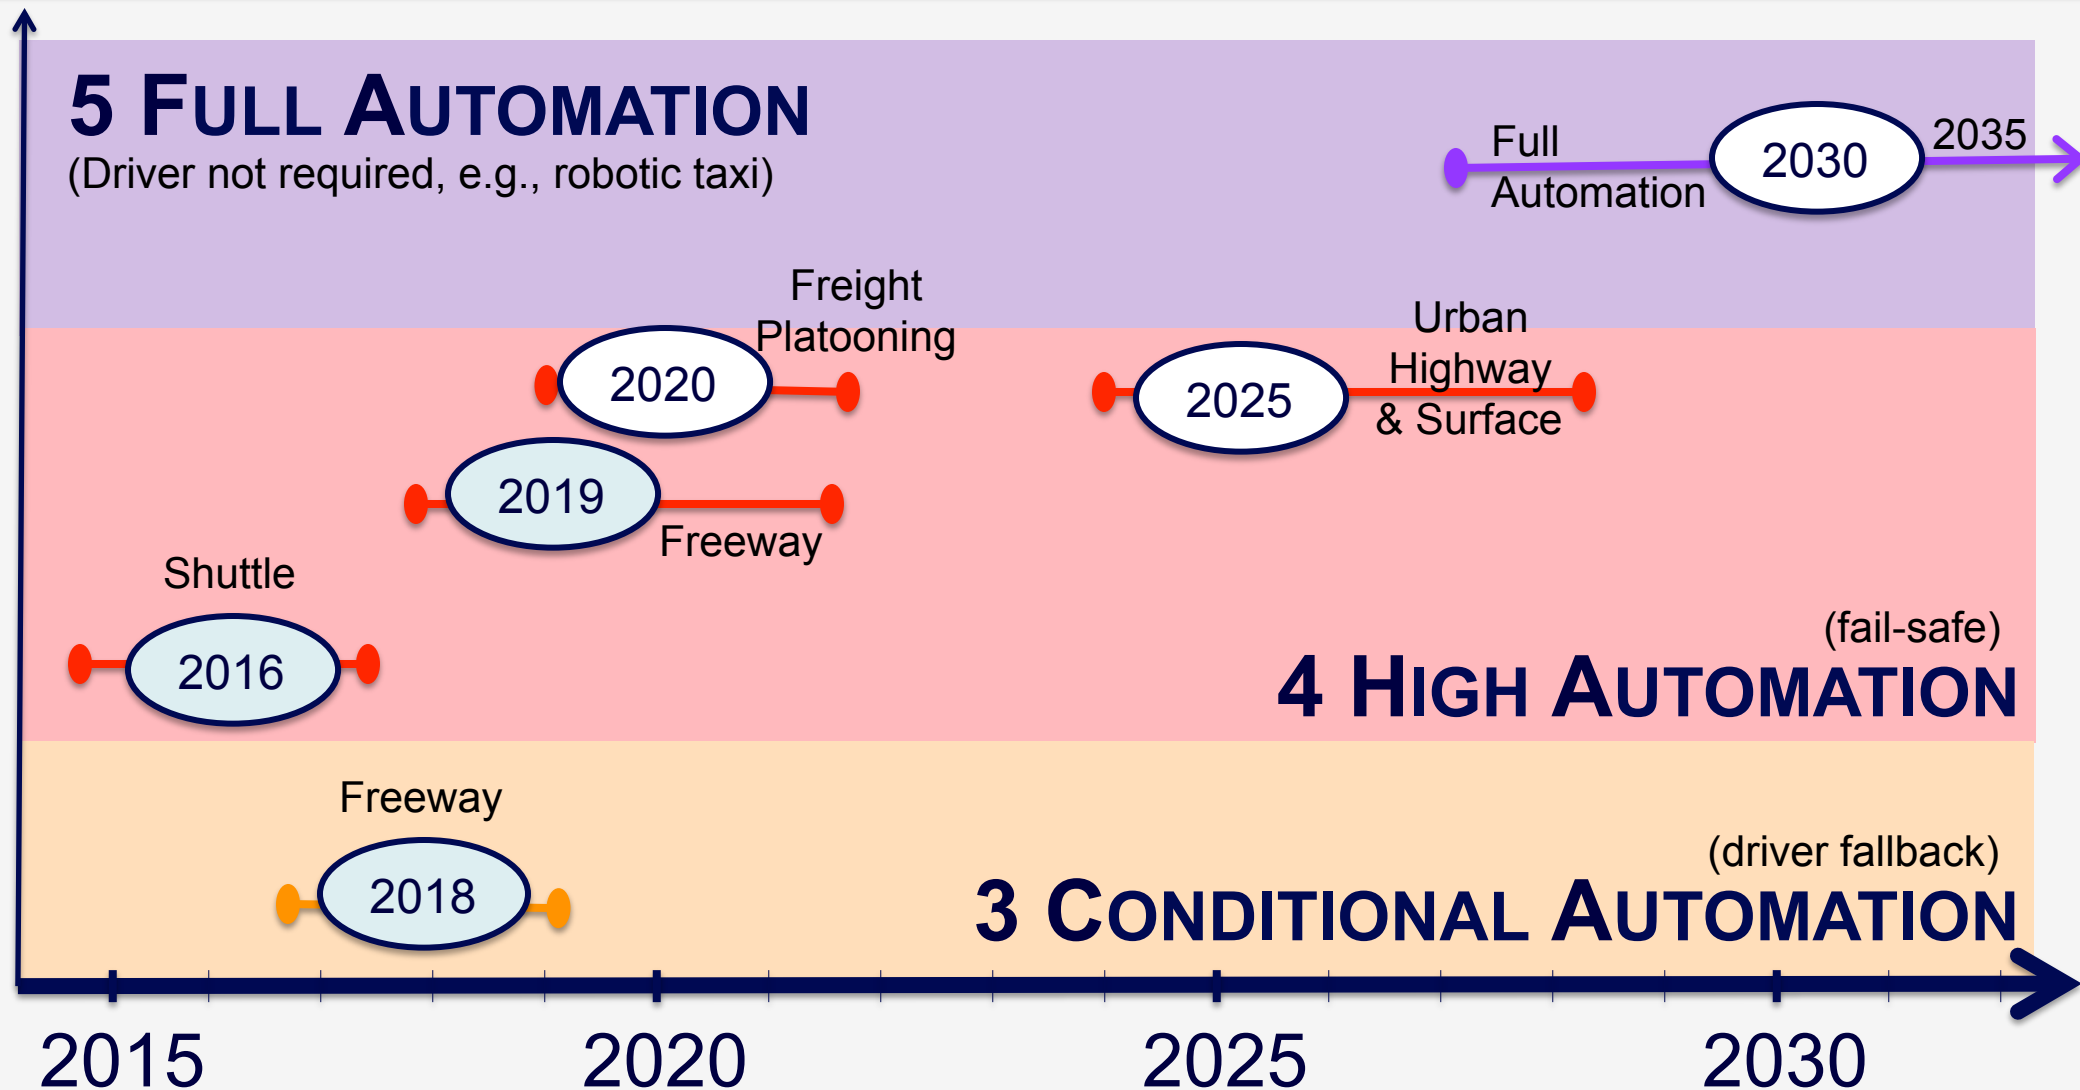 5 FULL AUTOMATION
(Driver not required, e.g., robotic taxi)
Full
Automation
2030
2035
Freight
Platooning
2020
Urban
Highway
& Surface
2025
2019
Freeway
Shuttle
2016
(fail-safe)
4 HIGH AUTOMATION
Freeway
2018
(driver fallback)
3 CONDITIONAL AUTOMATION
2015
2020
2025
2030